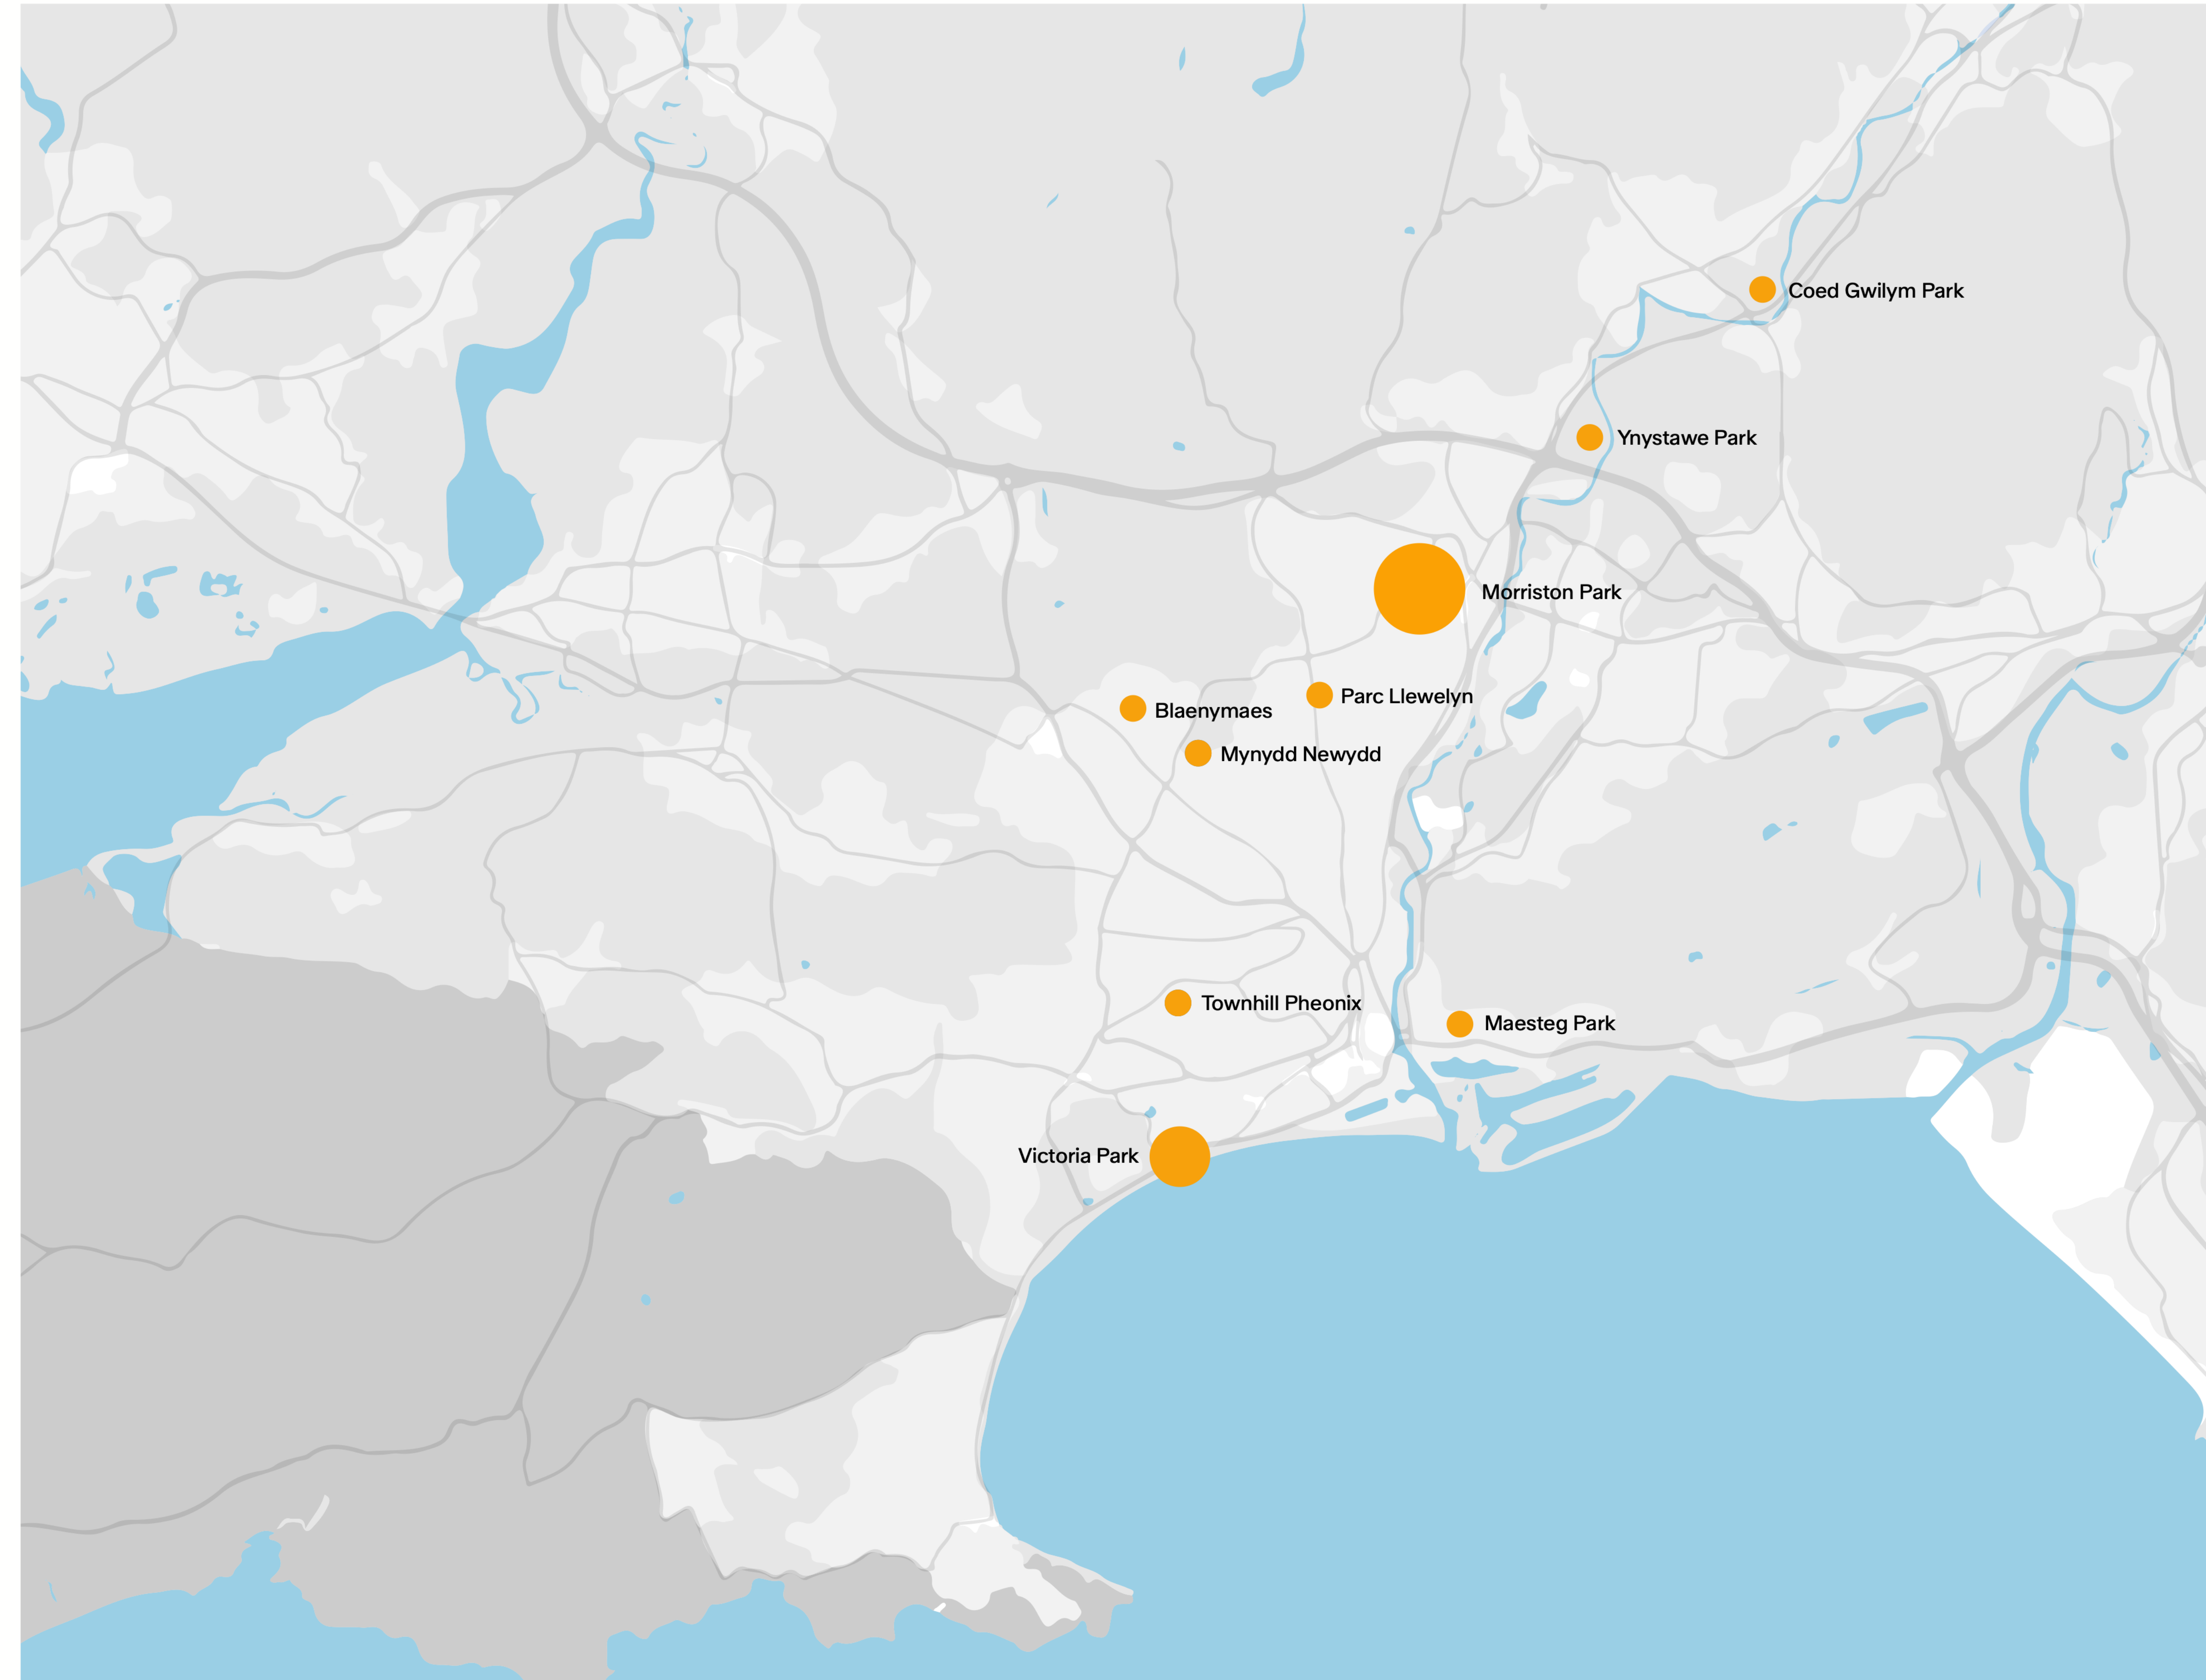 Coed Gwilym Park
Ynystawe Park
Morriston Park
Parc Llewelyn
Blaenymaes
Mynydd Newydd
Townhill Pheonix
Maesteg Park
Victoria Park